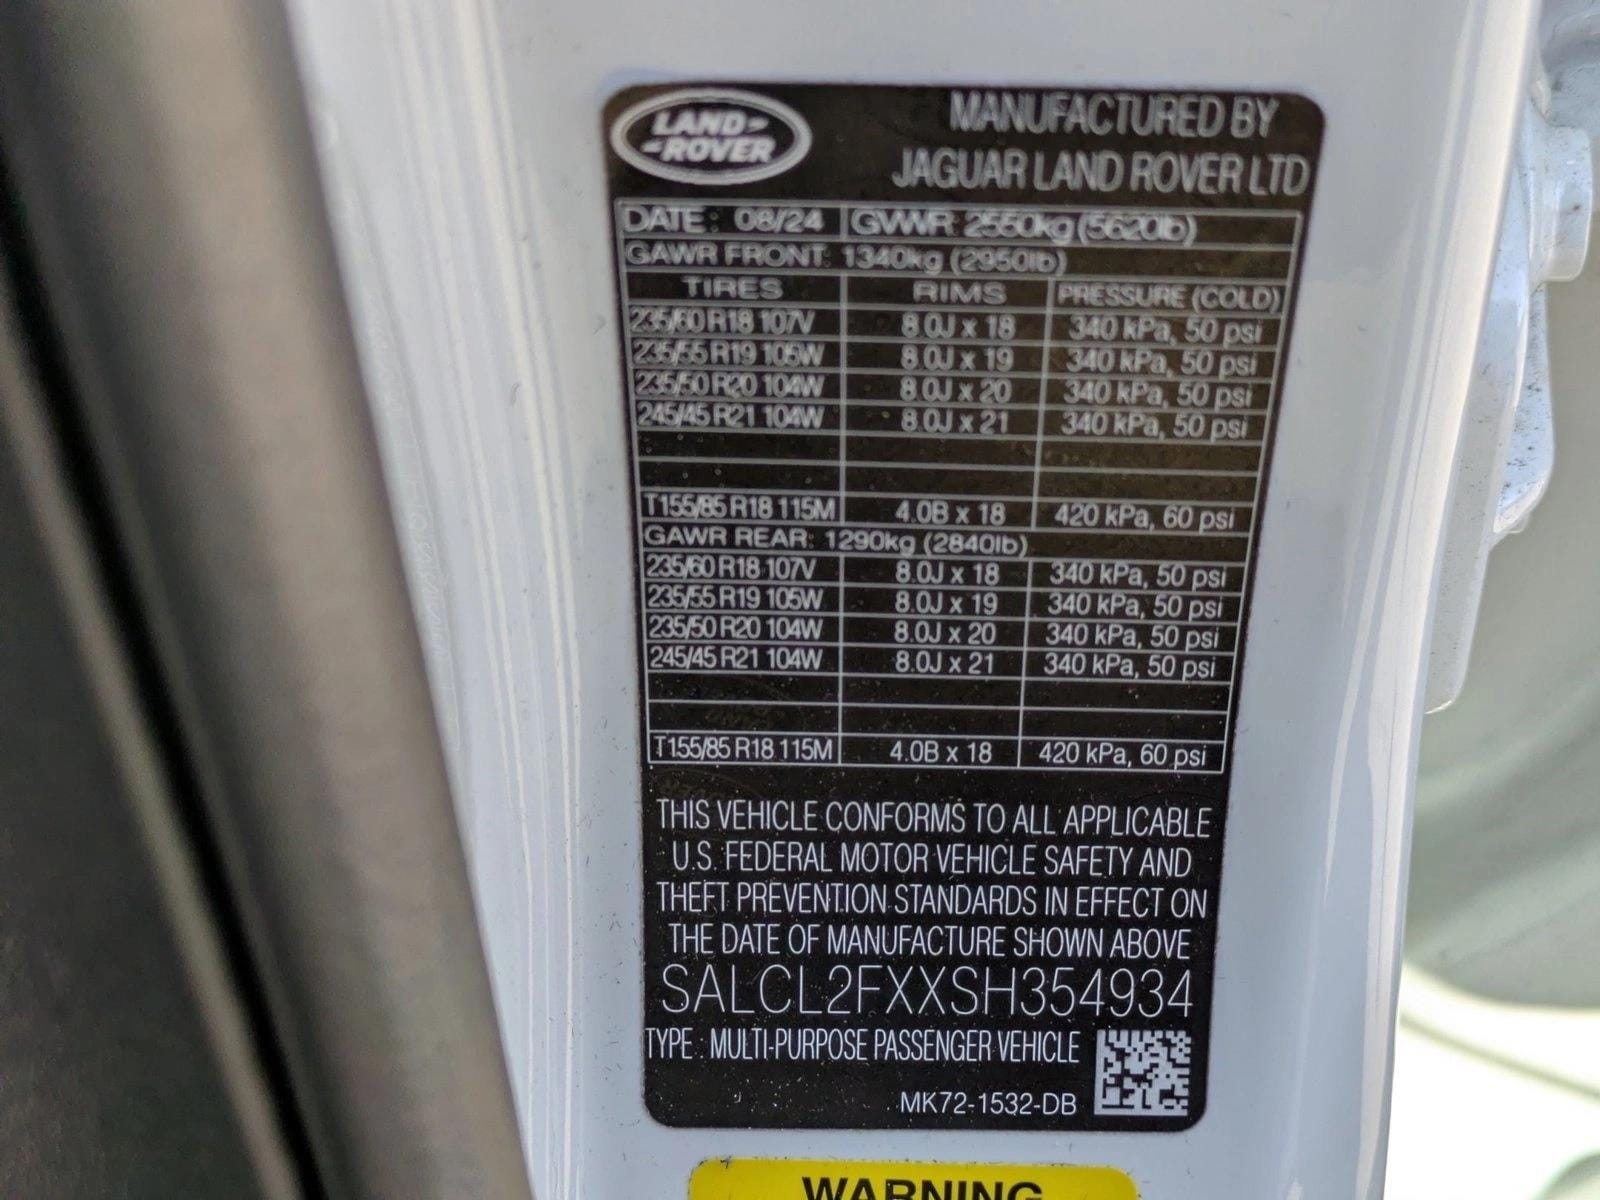 LAND-
-ROVER
MANUFACTURED BY
JAGUAR LAND ROVER LTD
DATE: 08/24 GVWR 2550kg (5620lb)
GAWR FRONT: 1340kg (2950lb)
TIRES RIMS PRESSURE (COLD)
235/60 R18 107V 8.0J x 18 340 kPa, 50 psi
235/55 R19 105W 8.0J x 19 340 kPa, 50 psi
235/50 R20 104W 8.0J x 20 340 kPa, 50 psi
245/45 R21 104W 8.0J x 21 340 kPa, 50 psi
T155/85 R18 115M 4.0B x 18 420 kPa, 60 psi
GAWR REAR: 1290kg (2840lb)
235/60 R18 107V 8.0J x 18 340 kPa, 50 psi
235/55 R19 105W 8.0J x 19 340 kPa, 50 psi
235/50 R20 104W 8.0J x 20 340 kPa, 50 psi
245/45 R21 104W 8.0J x 21 340 kPa, 50 psi
T155/85 R18 115M 4.0B x 18 420 kPa, 60 psi
THIS VEHICLE CONFORMS TO ALL APPLICABLE
U.S. FEDERAL MOTOR VEHICLE SAFETY AND
THEFT PREVENTION STANDARDS IN EFFECT ON
THE DATE OF MANUFACTURE SHOWN ABOVE
SALCL2FXXSH354934
TYPE: MULTI-PURPOSE PASSENGER VEHICLE
MK72-1532-DB
WARNING